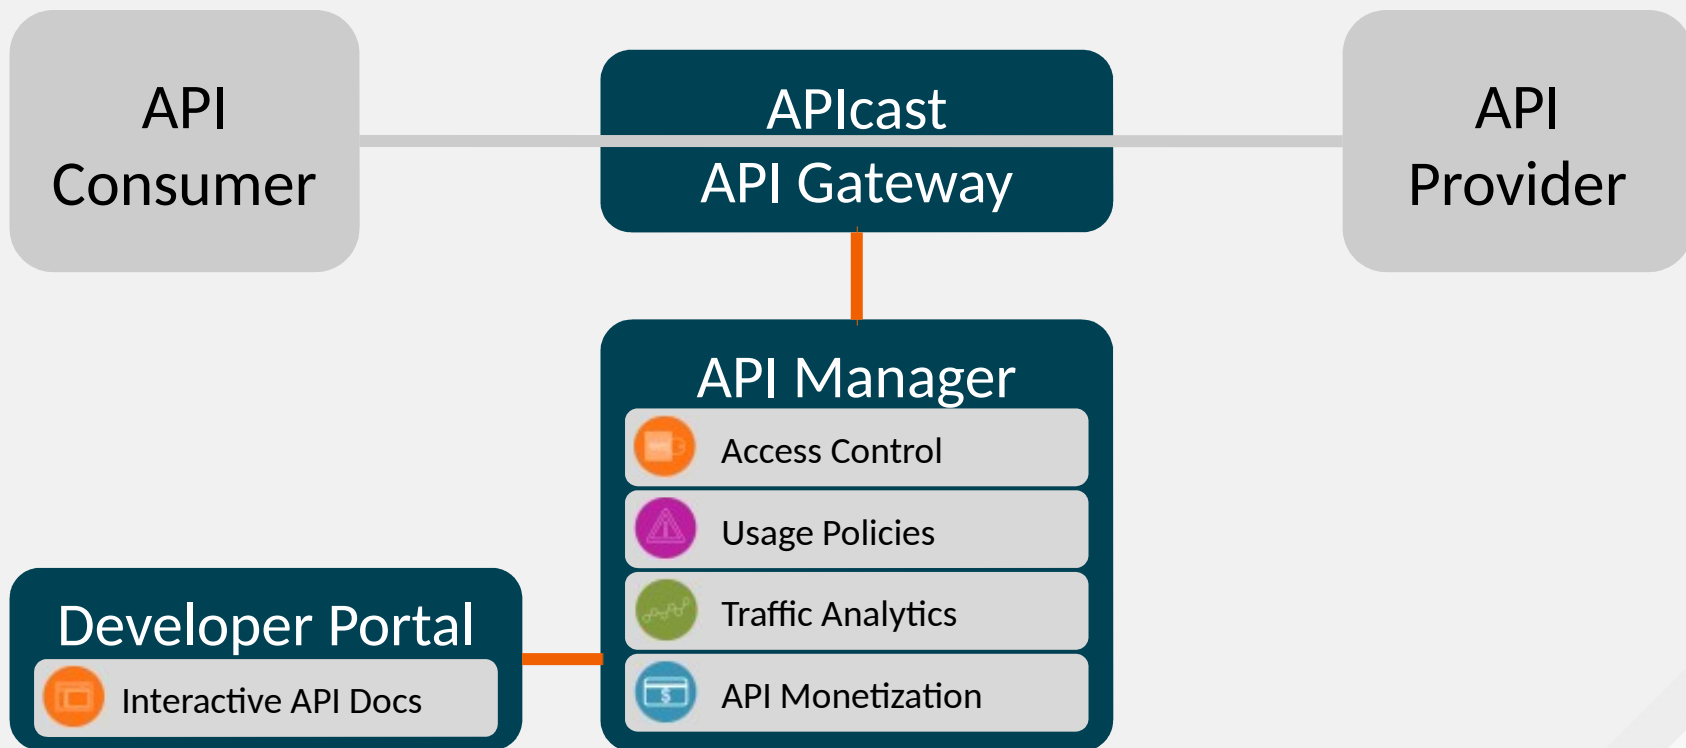 API
Consumer
APIcast
API Gateway
API
Provider
API Manager
Access Control
Usage Policies
Traffic Analytics
$
API Monetization
Developer Portal
Interactive API Docs